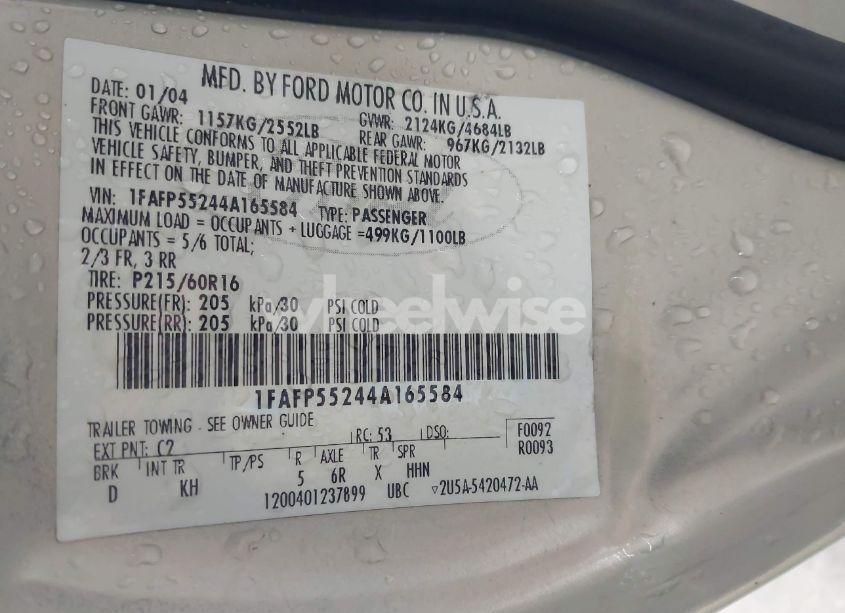 MFD. BY FORD MOTOR CO. IN U.S.A.
DATE: 01/04 GVWR: 2124KG/4684LB
FRONT GAWR: 1157KG/2552LB REAR GAWR: 967KG/2132LB
THIS VEHICLE CONFORMS TO ALL APPLICABLE FEDERAL MOTOR
VEHICLE SAFETY, BUMPER, AND THEFT PREVENTION STANDARDS
IN EFFECT ON THE DATE OF MANUFACTURE SHOWN ABOVE.
VIN: 1FAFP55244A165584 TYPE: PASSENGER
MAXIMUM LOAD = OCCUPANTS + LUGGAGE =499KG/1100LB
OCCUPANTS = 5/6 TOTAL;
2/3 FR, 3 RR
TIRE: P215/60R16
PRESSURE(FR): 205 kPa/30 PSI COLD
PRESSURE(RR): 205 kPa/30 PSI COLD
wheelwise
1FAFP55244A165584
TRAILER TOWING - SEE OWNER GUIDE
EXT PNT: C2 RC: 53 DSO: F0092
R0093
BRK INT TR TP/PS R AXLE TR SPR
D KH 5 6R X HHN
1200401237899 UBC ▽2U5A-5420472-AA